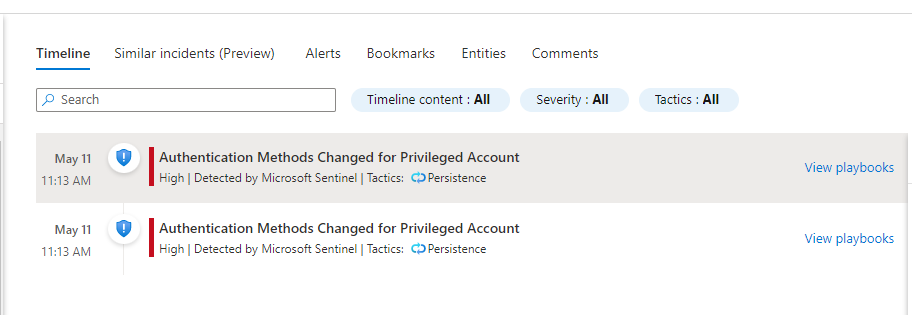 Timeline Similar incidents (Preview) Alerts Bookmarks Entities Comments
Search Timeline content : All Severity : All Tactics : All
May 11 Authentication Methods Changed for Privileged Account
11:13 AM High | Detected by Microsoft Sentinel | Tactics: Persistence View playbooks
May 11 Authentication Methods Changed for Privileged Account
11:13 AM High | Detected by Microsoft Sentinel | Tactics: Persistence View playbooks